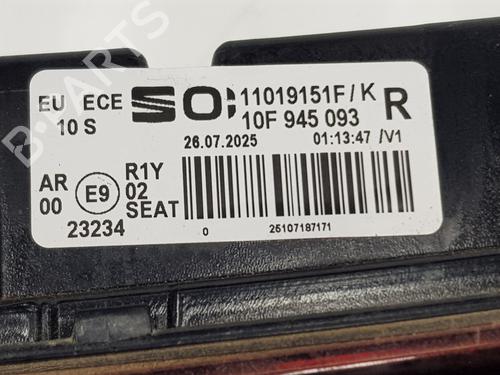 EU ECE SO: 11019151F/K R
10 S 10F 945 093
26.07.2025 01:13:47 /V1
AR R1Y
00 E9 02
23234 SEAT
0 25107187171
B-PARTS